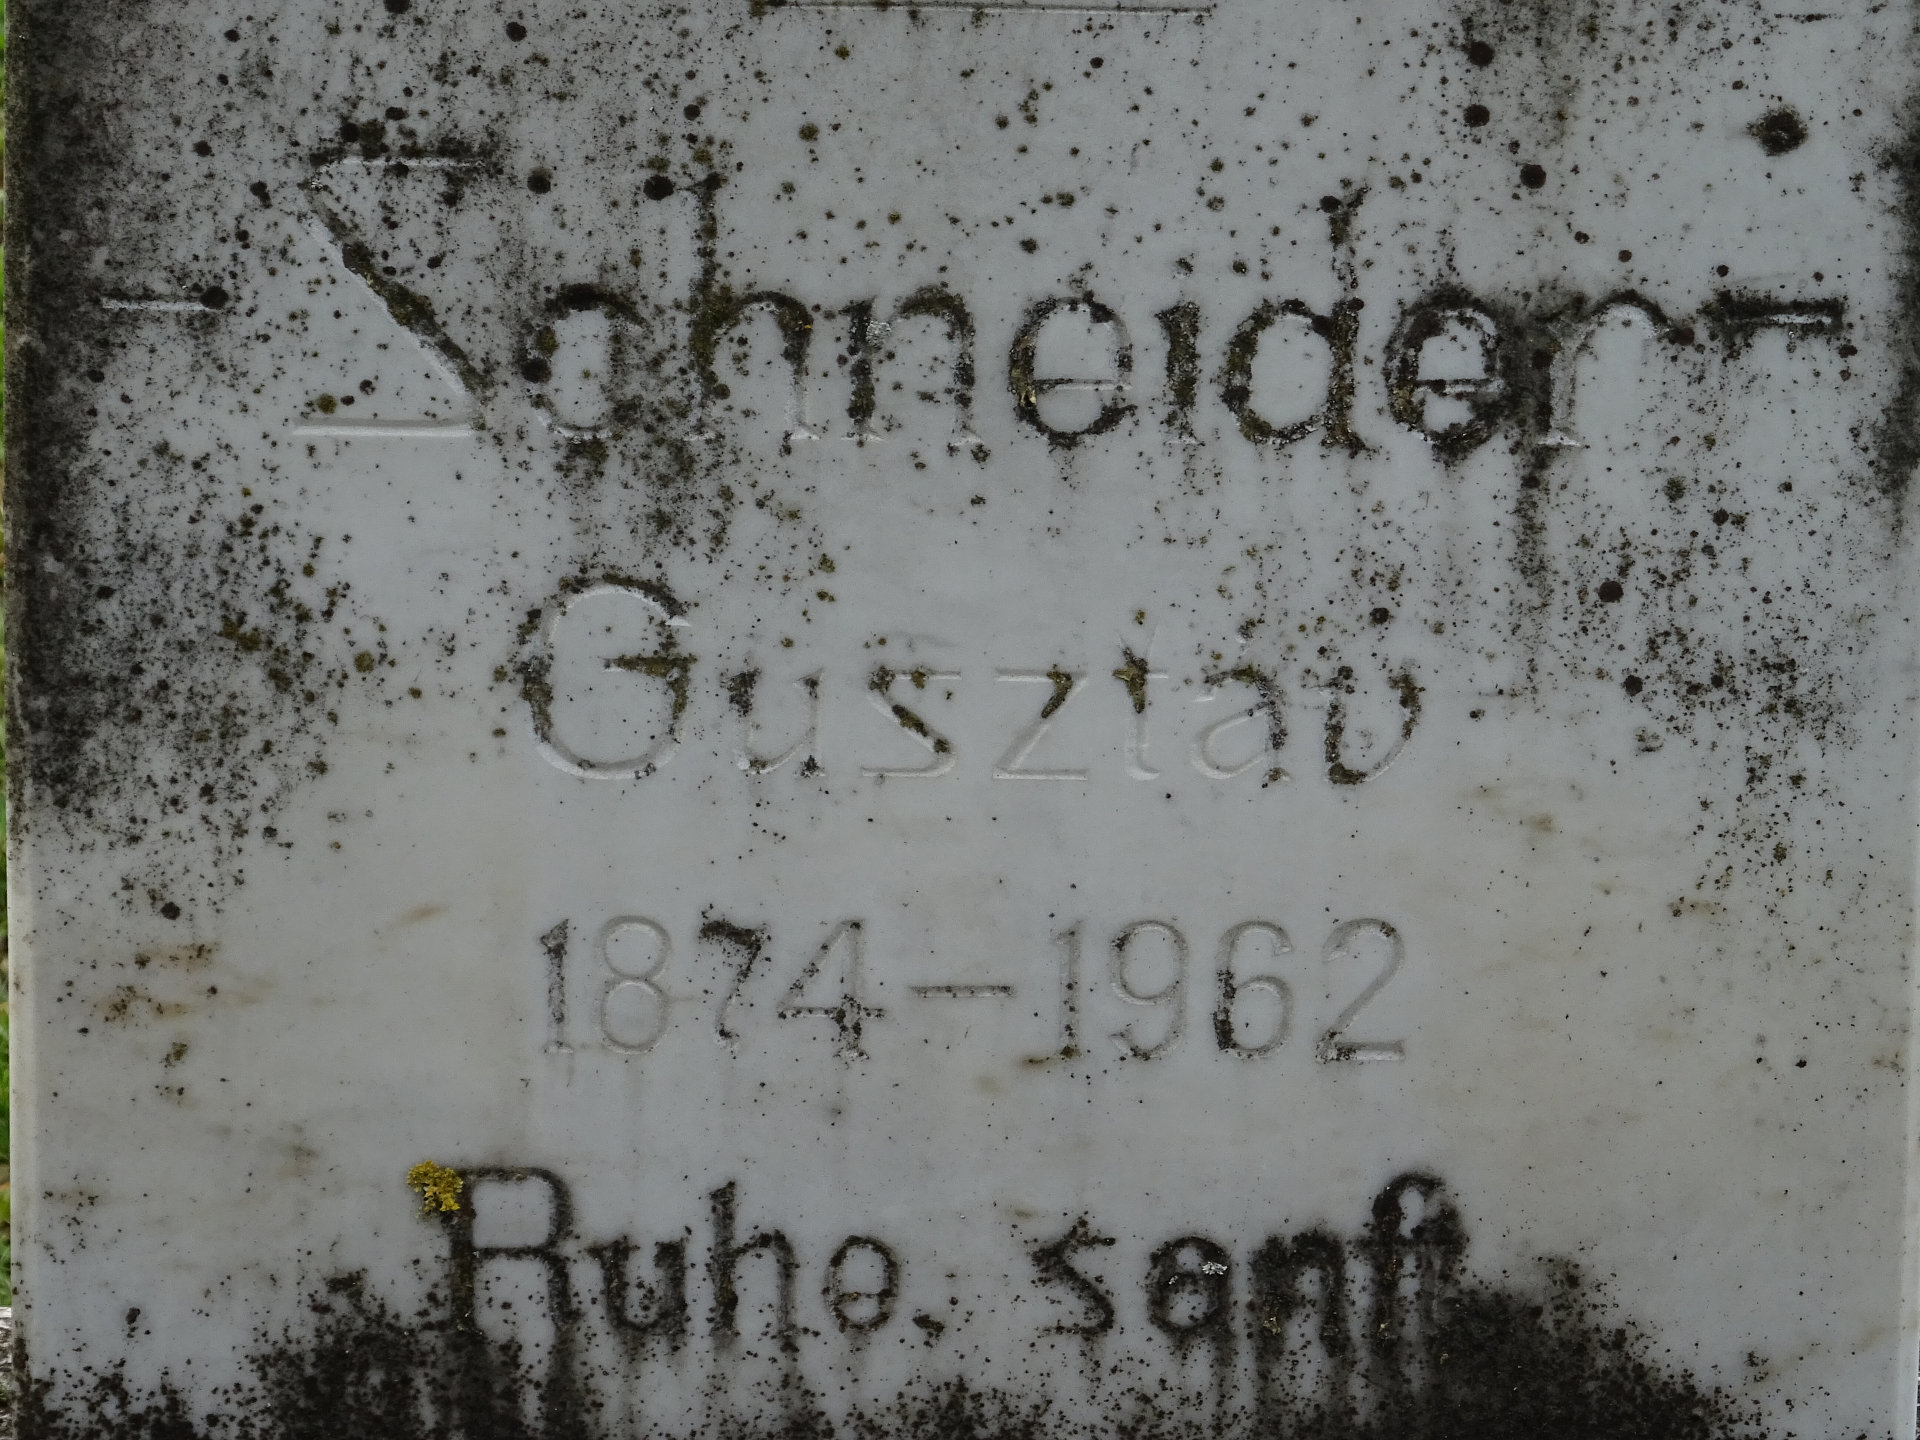 - Schneider -
Gusztáv
1874-1962
Ruhe sanft